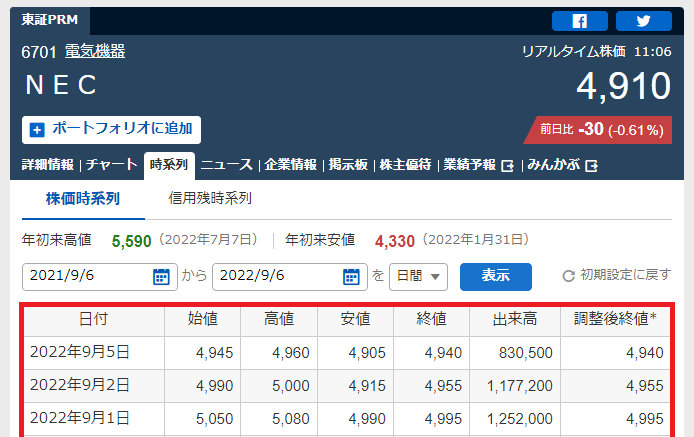 東証PRM
6701 電気機器
リアルタイム株価 11:06
ＮＥＣ
4,910
ポートフォリオに追加
前日比 -30 (-0.61%)
詳細情報 | チャート 時系列 ニュース | 企業情報 | 掲示板 | 株主優待 | 業績予報 | みんかぶ
株価時系列 信用残時系列
年初来高値 5,590 (2022年7月7日) 年初来安値 4,330 (2022年1月31日)
2021/9/6 から 2022/9/6 を 日間 表示 初期設定に戻す
日付 始値 高値 安値 終値 出来高 調整後終値*
2022年9月5日 4,945 4,960 4,905 4,940 830,500 4,940
2022年9月2日 4,990 5,000 4,915 4,955 1,177,200 4,955
2022年9月1日 5,050 5,080 4,990 4,995 1,252,000 4,995